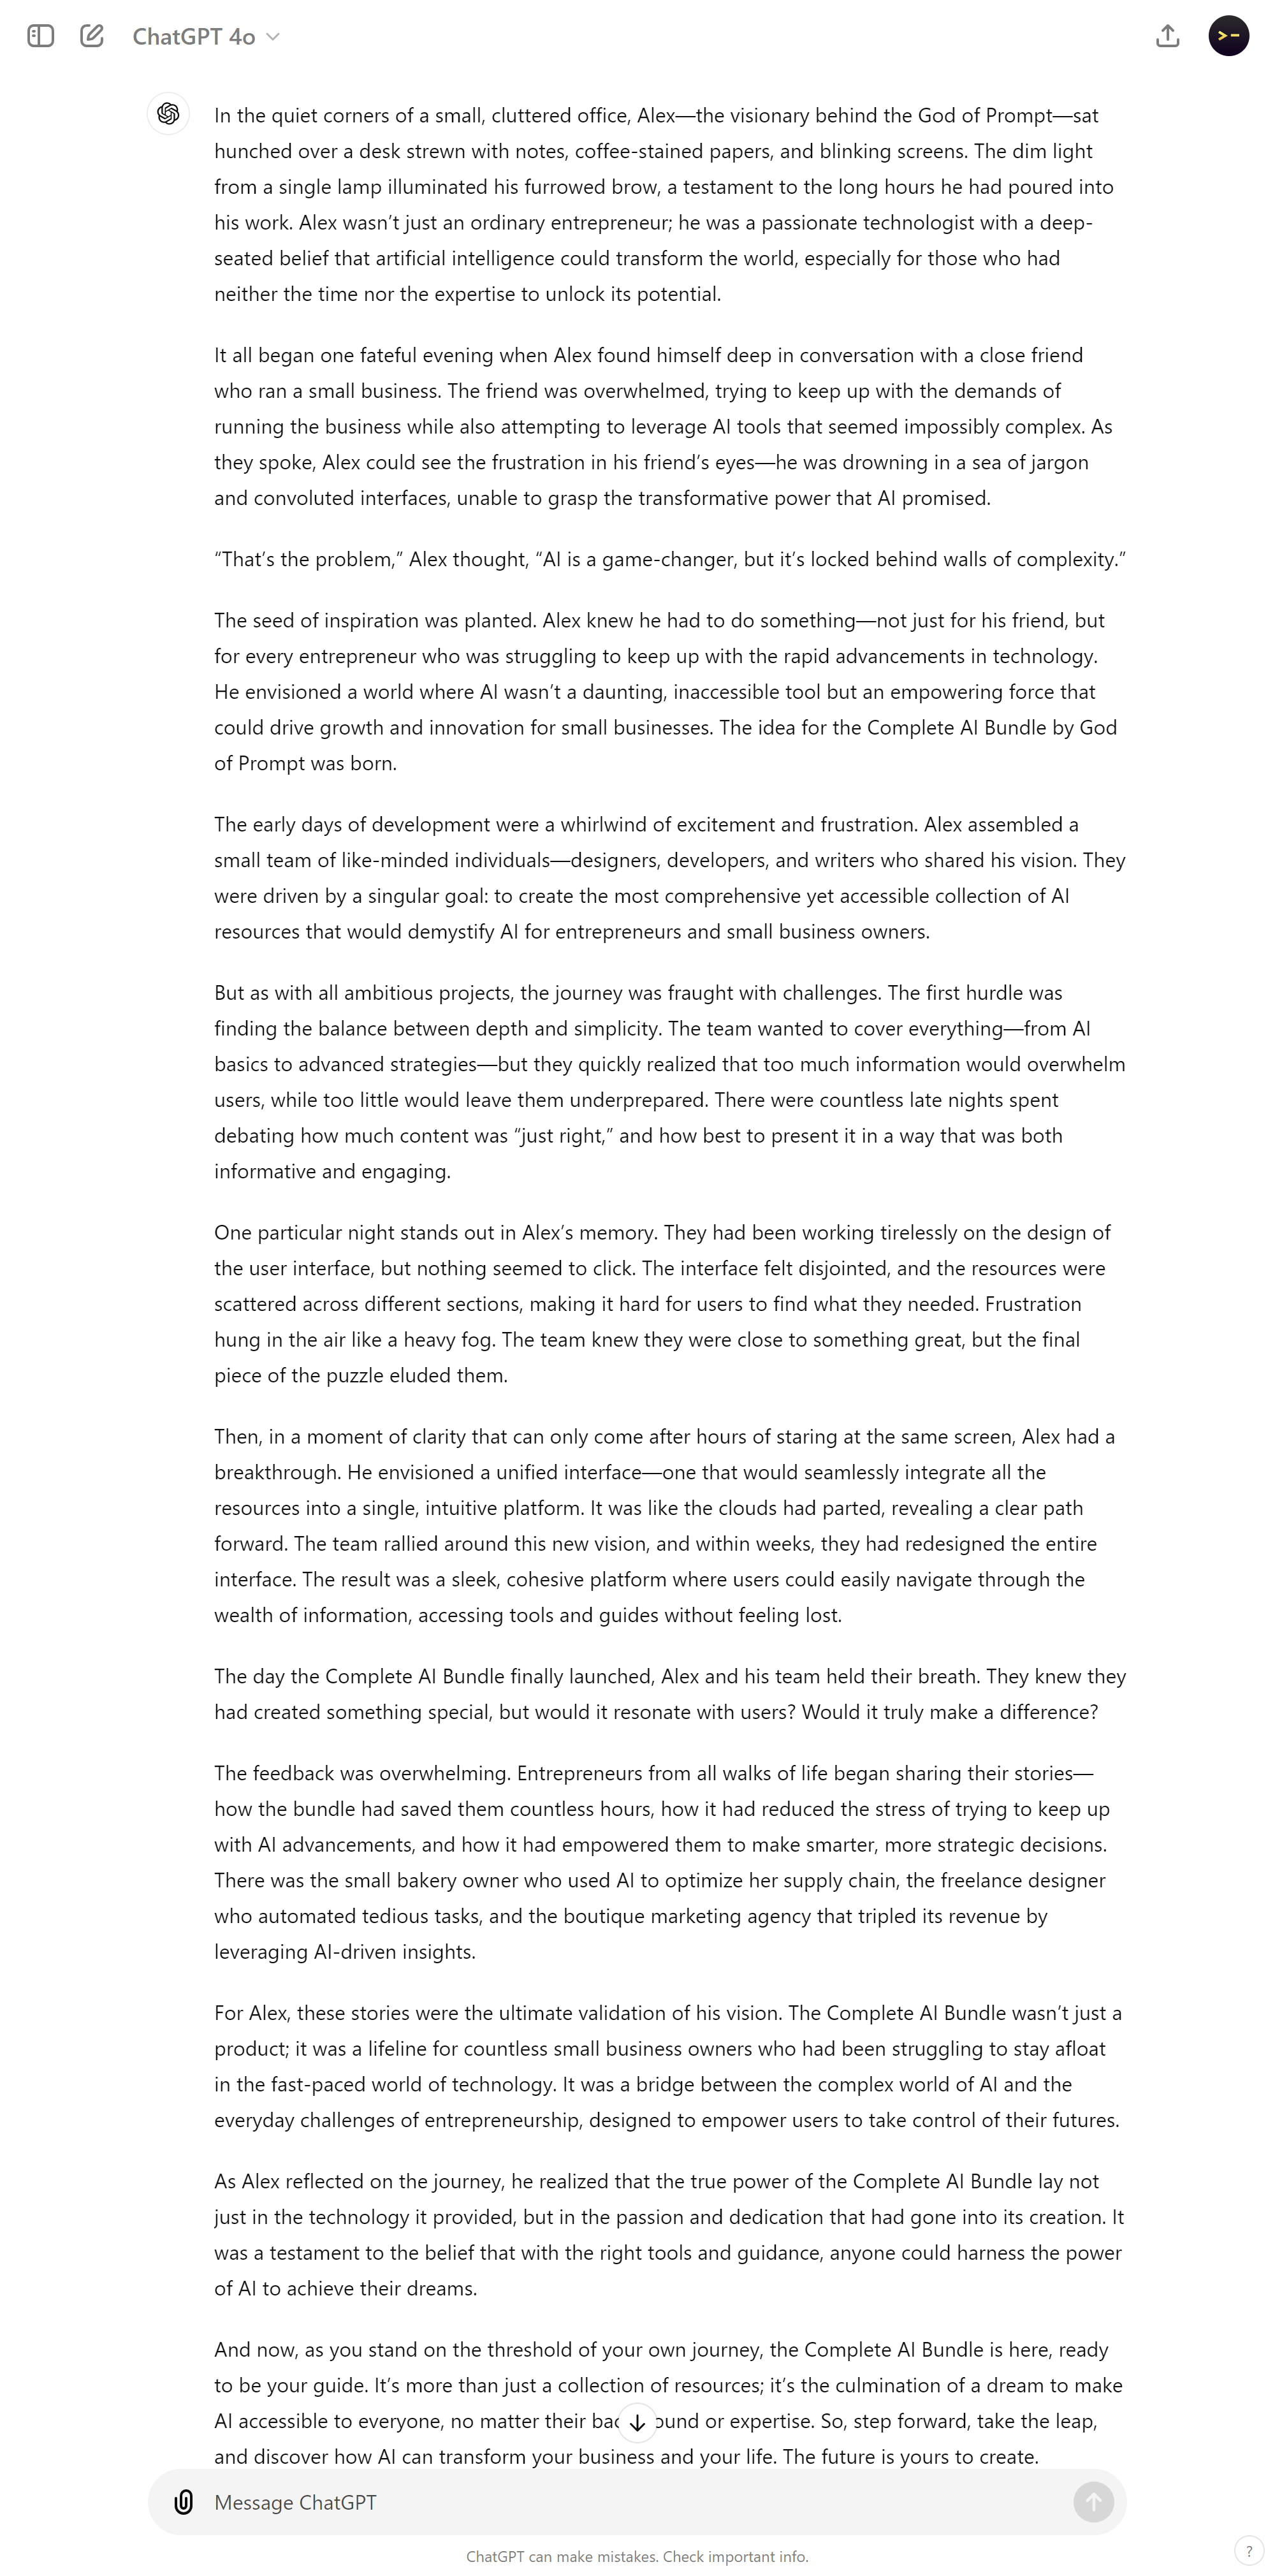 ChatGPT 4o
In the quiet corners of a small, cluttered office, Alex—the visionary behind the God of Prompt—sat
hunched over a desk strewn with notes, coffee-stained papers, and blinking screens. The dim light
from a single lamp illuminated his furrowed brow, a testament to the long hours he had poured into
his work. Alex wasn’t just an ordinary entrepreneur; he was a passionate technologist with a deep-
seated belief that artificial intelligence could transform the world, especially for those who had
neither the time nor the expertise to unlock its potential.
It all began one fateful evening when Alex found himself deep in conversation with a close friend
who ran a small business. The friend was overwhelmed, trying to keep up with the demands of
running the business while also attempting to leverage AI tools that seemed impossibly complex. As
they spoke, Alex could see the frustration in his friend’s eyes—he was drowning in a sea of jargon
and convoluted interfaces, unable to grasp the transformative power that AI promised.
“That’s the problem,” Alex thought, “AI is a game-changer, but it’s locked behind walls of complexity.”
The seed of inspiration was planted. Alex knew he had to do something—not just for his friend, but
for every entrepreneur who was struggling to keep up with the rapid advancements in technology.
He envisioned a world where AI wasn’t a daunting, inaccessible tool but an empowering force that
could drive growth and innovation for small businesses. The idea for the Complete AI Bundle by God
of Prompt was born.
The early days of development were a whirlwind of excitement and frustration. Alex assembled a
small team of like-minded individuals—designers, developers, and writers who shared his vision. They
were driven by a singular goal: to create the most comprehensive yet accessible collection of AI
resources that would demystify AI for entrepreneurs and small business owners.
But as with all ambitious projects, the journey was fraught with challenges. The first hurdle was
finding the balance between depth and simplicity. The team wanted to cover everything—from AI
basics to advanced strategies—but they quickly realized that too much information would overwhelm
users, while too little would leave them underprepared. There were countless late nights spent
debating how much content was “just right,” and how best to present it in a way that was both
informative and engaging.
One particular night stands out in Alex’s memory. They had been working tirelessly on the design of
the user interface, but nothing seemed to click. The interface felt disjointed, and the resources were
scattered across different sections, making it hard for users to find what they needed. Frustration
hung in the air like a heavy fog. The team knew they were close to something great, but the final
piece of the puzzle eluded them.
Then, in a moment of clarity that can only come after hours of staring at the same screen, Alex had a
breakthrough. He envisioned a unified interface—one that would seamlessly integrate all the
resources into a single, intuitive platform. It was like the clouds had parted, revealing a clear path
forward. The team rallied around this new vision, and within weeks, they had redesigned the entire
interface. The result was a sleek, cohesive platform where users could easily navigate through the
wealth of information, accessing tools and guides without feeling lost.
The day the Complete AI Bundle finally launched, Alex and his team held their breath. They knew they
had created something special, but would it resonate with users? Would it truly make a difference?
The feedback was overwhelming. Entrepreneurs from all walks of life began sharing their stories—
how the bundle had saved them countless hours, how it had reduced the stress of trying to keep up
with AI advancements, and how it had empowered them to make smarter, more strategic decisions.
There was the small bakery owner who used AI to optimize her supply chain, the freelance designer
who automated tedious tasks, and the boutique marketing agency that tripled its revenue by
leveraging AI-driven insights.
For Alex, these stories were the ultimate validation of his vision. The Complete AI Bundle wasn’t just a
product; it was a lifeline for countless small business owners who had been struggling to stay afloat
in the fast-paced world of technology. It was a bridge between the complex world of AI and the
everyday challenges of entrepreneurship, designed to empower users to take control of their futures.
As Alex reflected on the journey, he realized that the true power of the Complete AI Bundle lay not
just in the technology it provided, but in the passion and dedication that had gone into its creation. It
was a testament to the belief that with the right tools and guidance, anyone could harness the power
of AI to achieve their dreams.
And now, as you stand on the threshold of your own journey, the Complete AI Bundle is here, ready
to be your guide. It’s more than just a collection of resources; it’s the culmination of a dream to make
AI accessible to everyone, no matter their or expertise. So, step forward, take the leap,
and discover how AI can transform your business and your life. The future is yours to create.
Message ChatGPT
ChatGPT can make mistakes. Check important info.
?